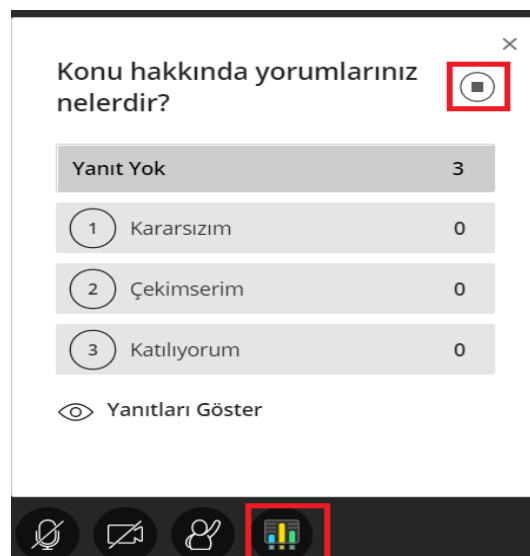 Konu hakkında yorumlarınız
nelerdir?
Yanıt Yok 3
1 Kararsızım 0
2 Çekimserim 0
3 Katılıyorum 0
Yanıtları Göster